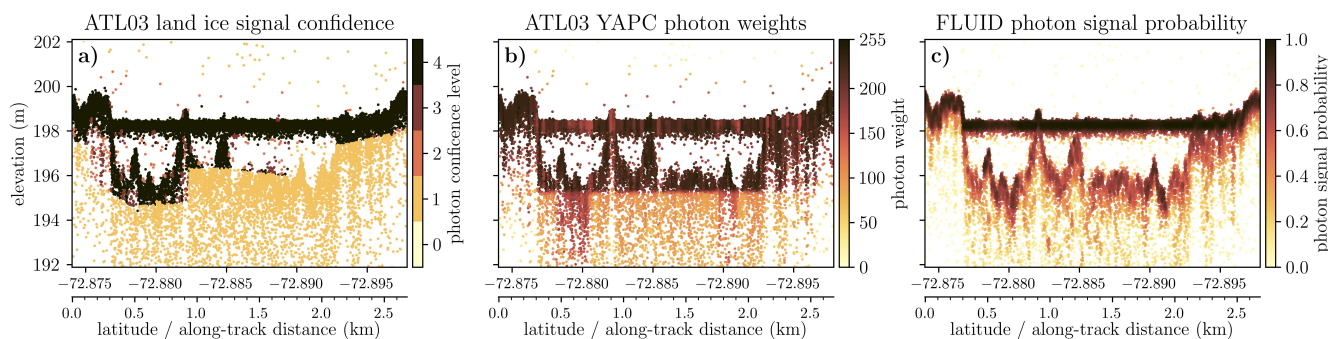 ATL03 land ice signal confidence
a)
202
200
198
196
194
192
elevation (m)
−72.875 −72.880 −72.885 −72.890 −72.895
0.0 0.5 1.0 1.5 2.0 2.5
latitude / along-track distance (km)
4
3
2
1
0
photon conficence level
ATL03 YAPC photon weights
b)
−72.875 −72.880 −72.885 −72.890 −72.895
0.0 0.5 1.0 1.5 2.0 2.5
latitude / along-track distance (km)
255
200
150
100
50
0
photon weight
FLUID photon signal probability
c)
−72.875 −72.880 −72.885 −72.890 −72.895
0.0 0.5 1.0 1.5 2.0 2.5
latitude / along-track distance (km)
1.0
0.8
0.6
0.4
0.2
0.0
photon signal probability